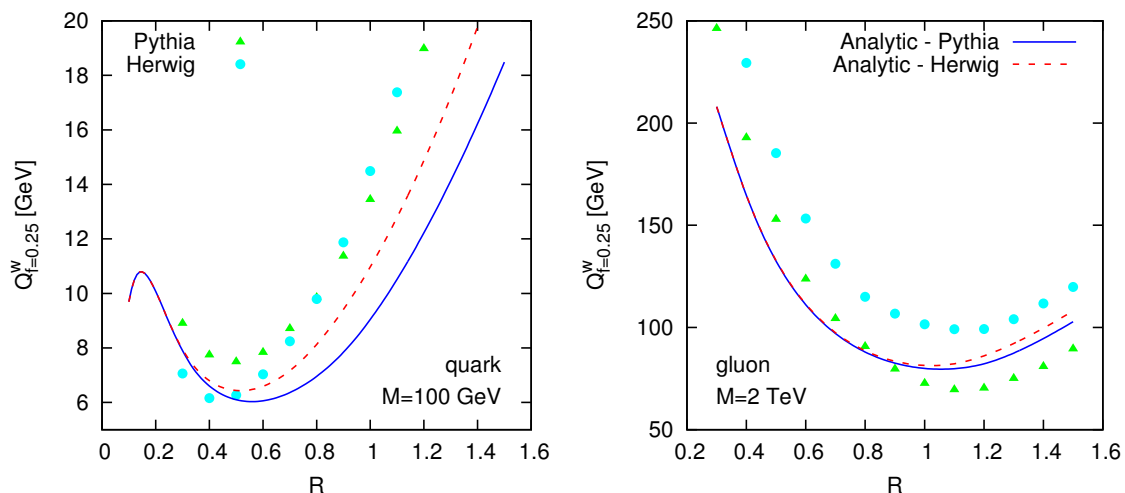 20
18
16
14
12
10
8
6
0
0.2
0.4
0.6
0.8
1
1.2
1.4
1.6
Q^w_{f=0.25} [GeV]
R
Pythia
Herwig
quark
M=100 GeV
250
200
150
100
50
0.2
0.4
0.6
0.8
1
1.2
1.4
1.6
Q^w_{f=0.25} [GeV]
R
Analytic - Pythia
Analytic - Herwig
gluon
M=2 TeV